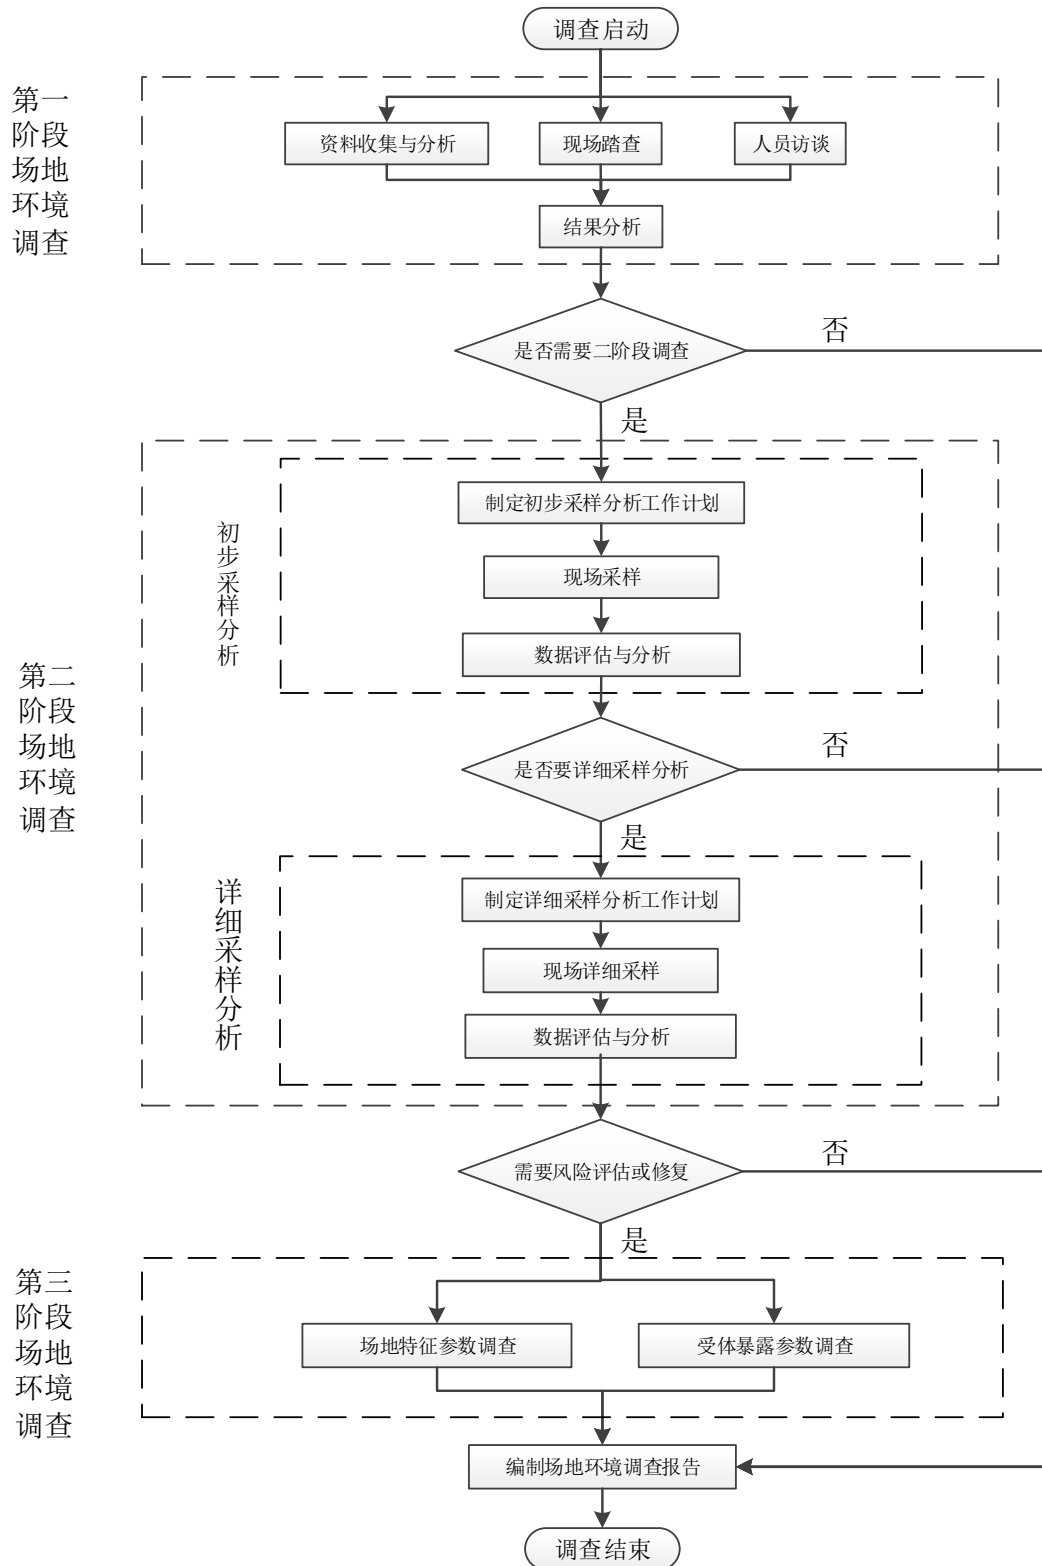 调查启动
第一
阶段
场地
环境
调查
资料收集与分析
现场踏查
人员访谈
结果分析
是否需要二阶段调查
否
是
第二
阶段
场地
环境
调查
初步采样分析
制定初步采样分析工作计划
现场采样
数据评估与分析
是否要详细采样分析
否
是
详细采样分析
制定详细采样分析工作计划
现场详细采样
数据评估与分析
需要风险评估或修复
否
是
第三
阶段
场地
环境
调查
场地特征参数调查
受体暴露参数调查
编制场地环境调查报告
调查结束